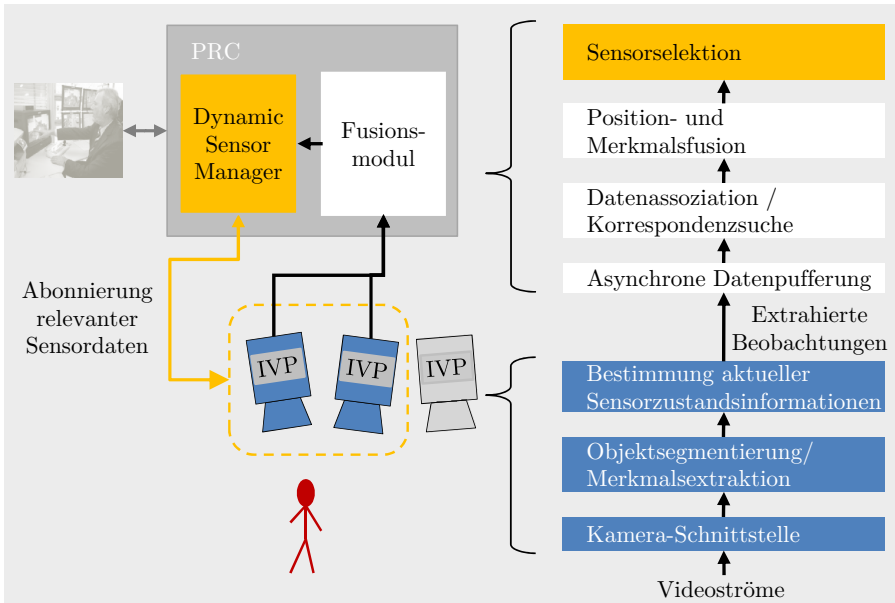 PRC
Dynamic
Sensor
Manager
Fusions-
modul
Abonnierung
relevanter
Sensordaten
IVP
IVP
IVP
Sensorselektion
Position- und
Merkmalsfusion
Datenassoziation /
Korrespondenzsuche
Asynchrone Datenpufferung
Extrahierte
Beobachtungen
Bestimmung aktueller
Sensorzustandsinformationen
Objektsegmentierung/
Merkmalsextraktion
Kamera-Schnittstelle
Videoströme